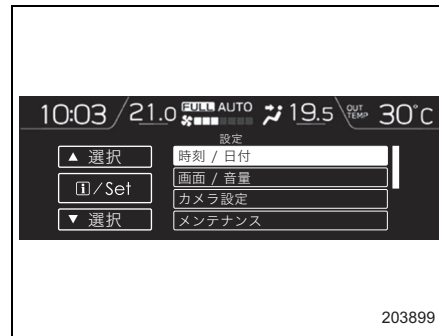 10:03 21.0 FULL AUTO 19.5 OUT TEMP 30°c
設定
▲ 選択
時刻 / 日付
画面 / 音量
i/Set
カメラ設定
▼ 選択
メンテナンス
203899